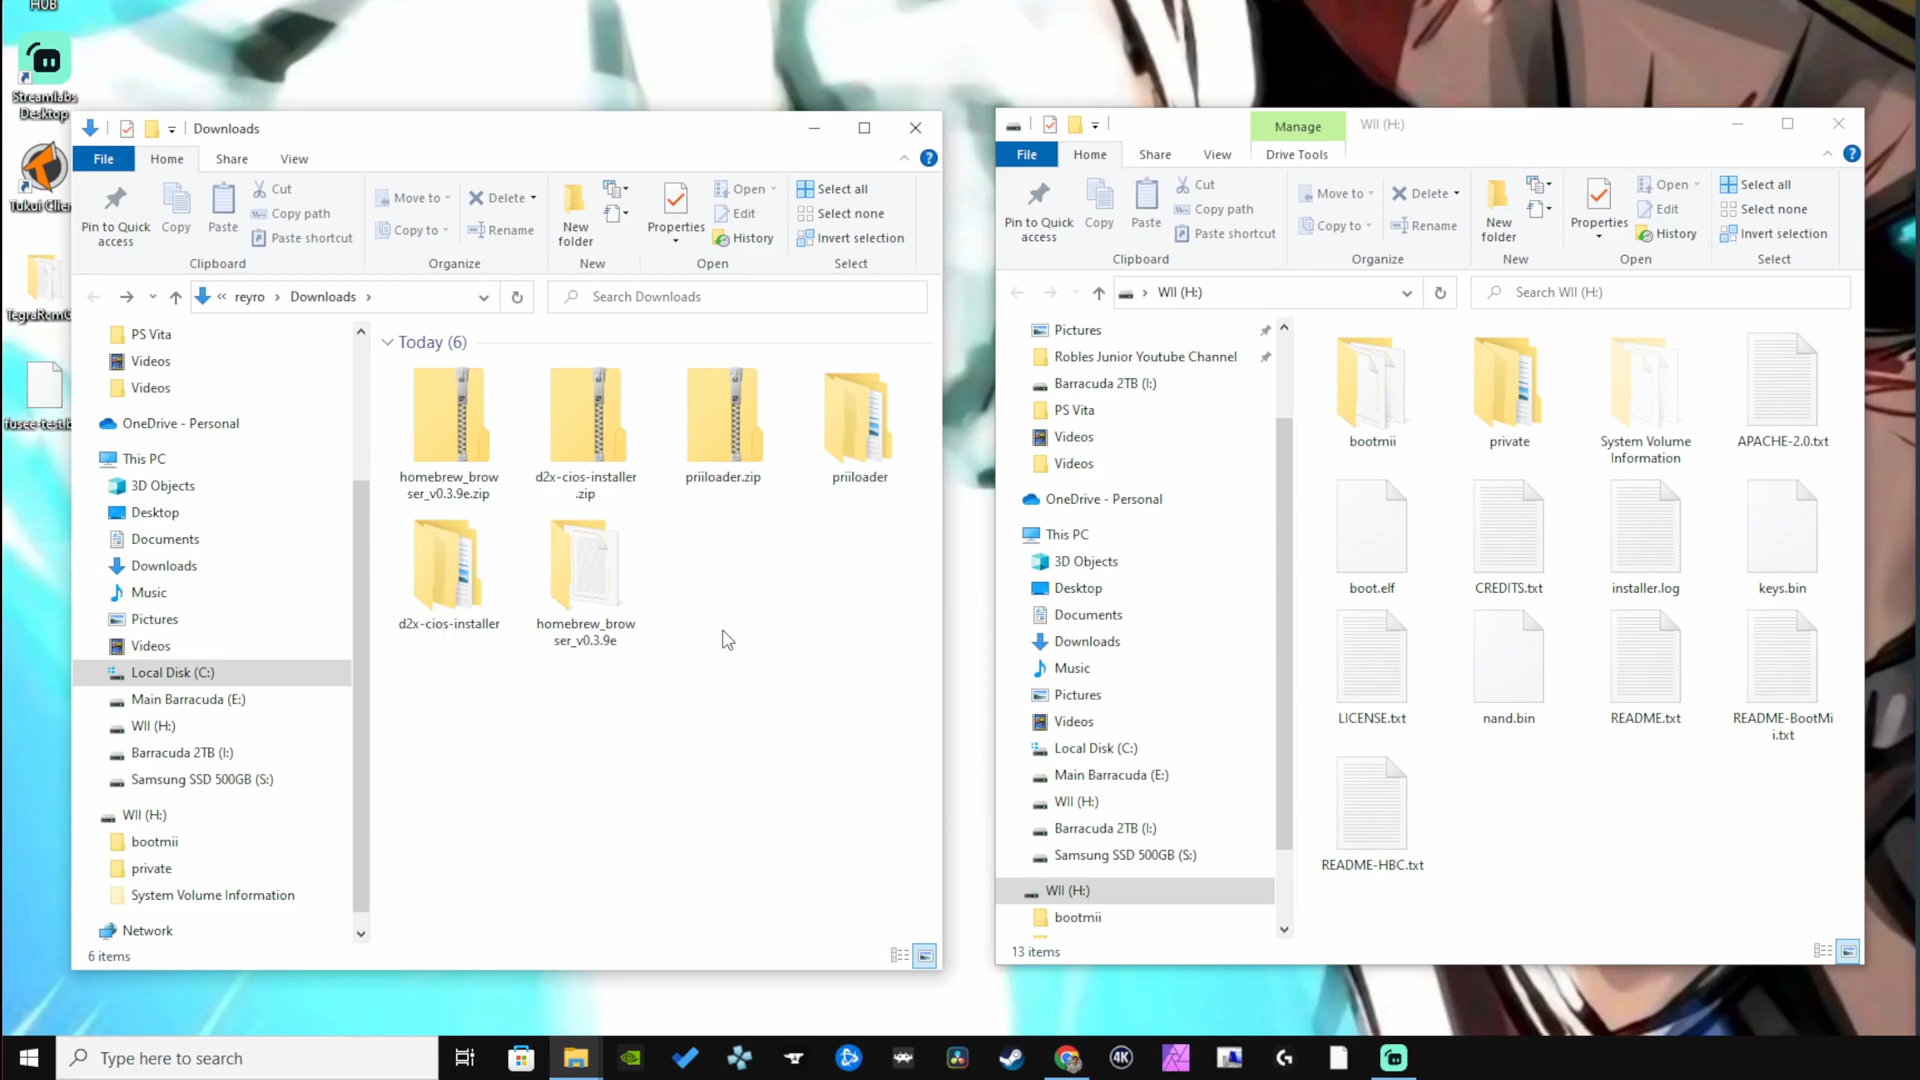 HUB
Streamlabs
Desktop
Tukui Clien
TegraRcmG
fusee-test.b
Downloads
File
Home
Share
View
Pin to Quick
access
Copy
Paste
Cut
Copy path
Paste shortcut
Clipboard
Move to
Copy to
Delete
Rename
Organize
New
folder
New
Properties
Open
Edit
History
Open
Select all
Select none
Invert selection
Select
« reyro › Downloads ›
Search Downloads
PS Vita
Videos
Videos
OneDrive - Personal
This PC
3D Objects
Desktop
Documents
Downloads
Music
Pictures
Videos
Local Disk (C:)
Main Barracuda (E:)
WII (H:)
Barracuda 2TB (I:)
Samsung SSD 500GB (S:)
WII (H:)
bootmii
private
System Volume Information
Network
Today (6)
homebrew_brow
ser_v0.3.9e.zip
d2x-cios-installer
.zip
priiloader.zip
priiloader
d2x-cios-installer
homebrew_brow
ser_v0.3.9e
6 items
Manage
WII (H:)
File
Home
Share
View
Drive Tools
Pin to Quick
access
Copy
Paste
Cut
Copy path
Paste shortcut
Clipboard
Move to
Copy to
Delete
Rename
Organize
New
folder
New
Properties
Open
Edit
History
Open
Select all
Select none
Invert selection
Select
› WII (H:)
Search WII (H:)
Pictures
Robles Junior Youtube Channel
Barracuda 2TB (I:)
PS Vita
Videos
Videos
OneDrive - Personal
This PC
3D Objects
Desktop
Documents
Downloads
Music
Pictures
Videos
Local Disk (C:)
Main Barracuda (E:)
WII (H:)
Barracuda 2TB (I:)
Samsung SSD 500GB (S:)
WII (H:)
bootmii
bootmii
private
System Volume
Information
APACHE-2.0.txt
boot.elf
CREDITS.txt
installer.log
keys.bin
LICENSE.txt
nand.bin
README.txt
README-BootMi
i.txt
README-HBC.txt
13 items
Type here to search
4K